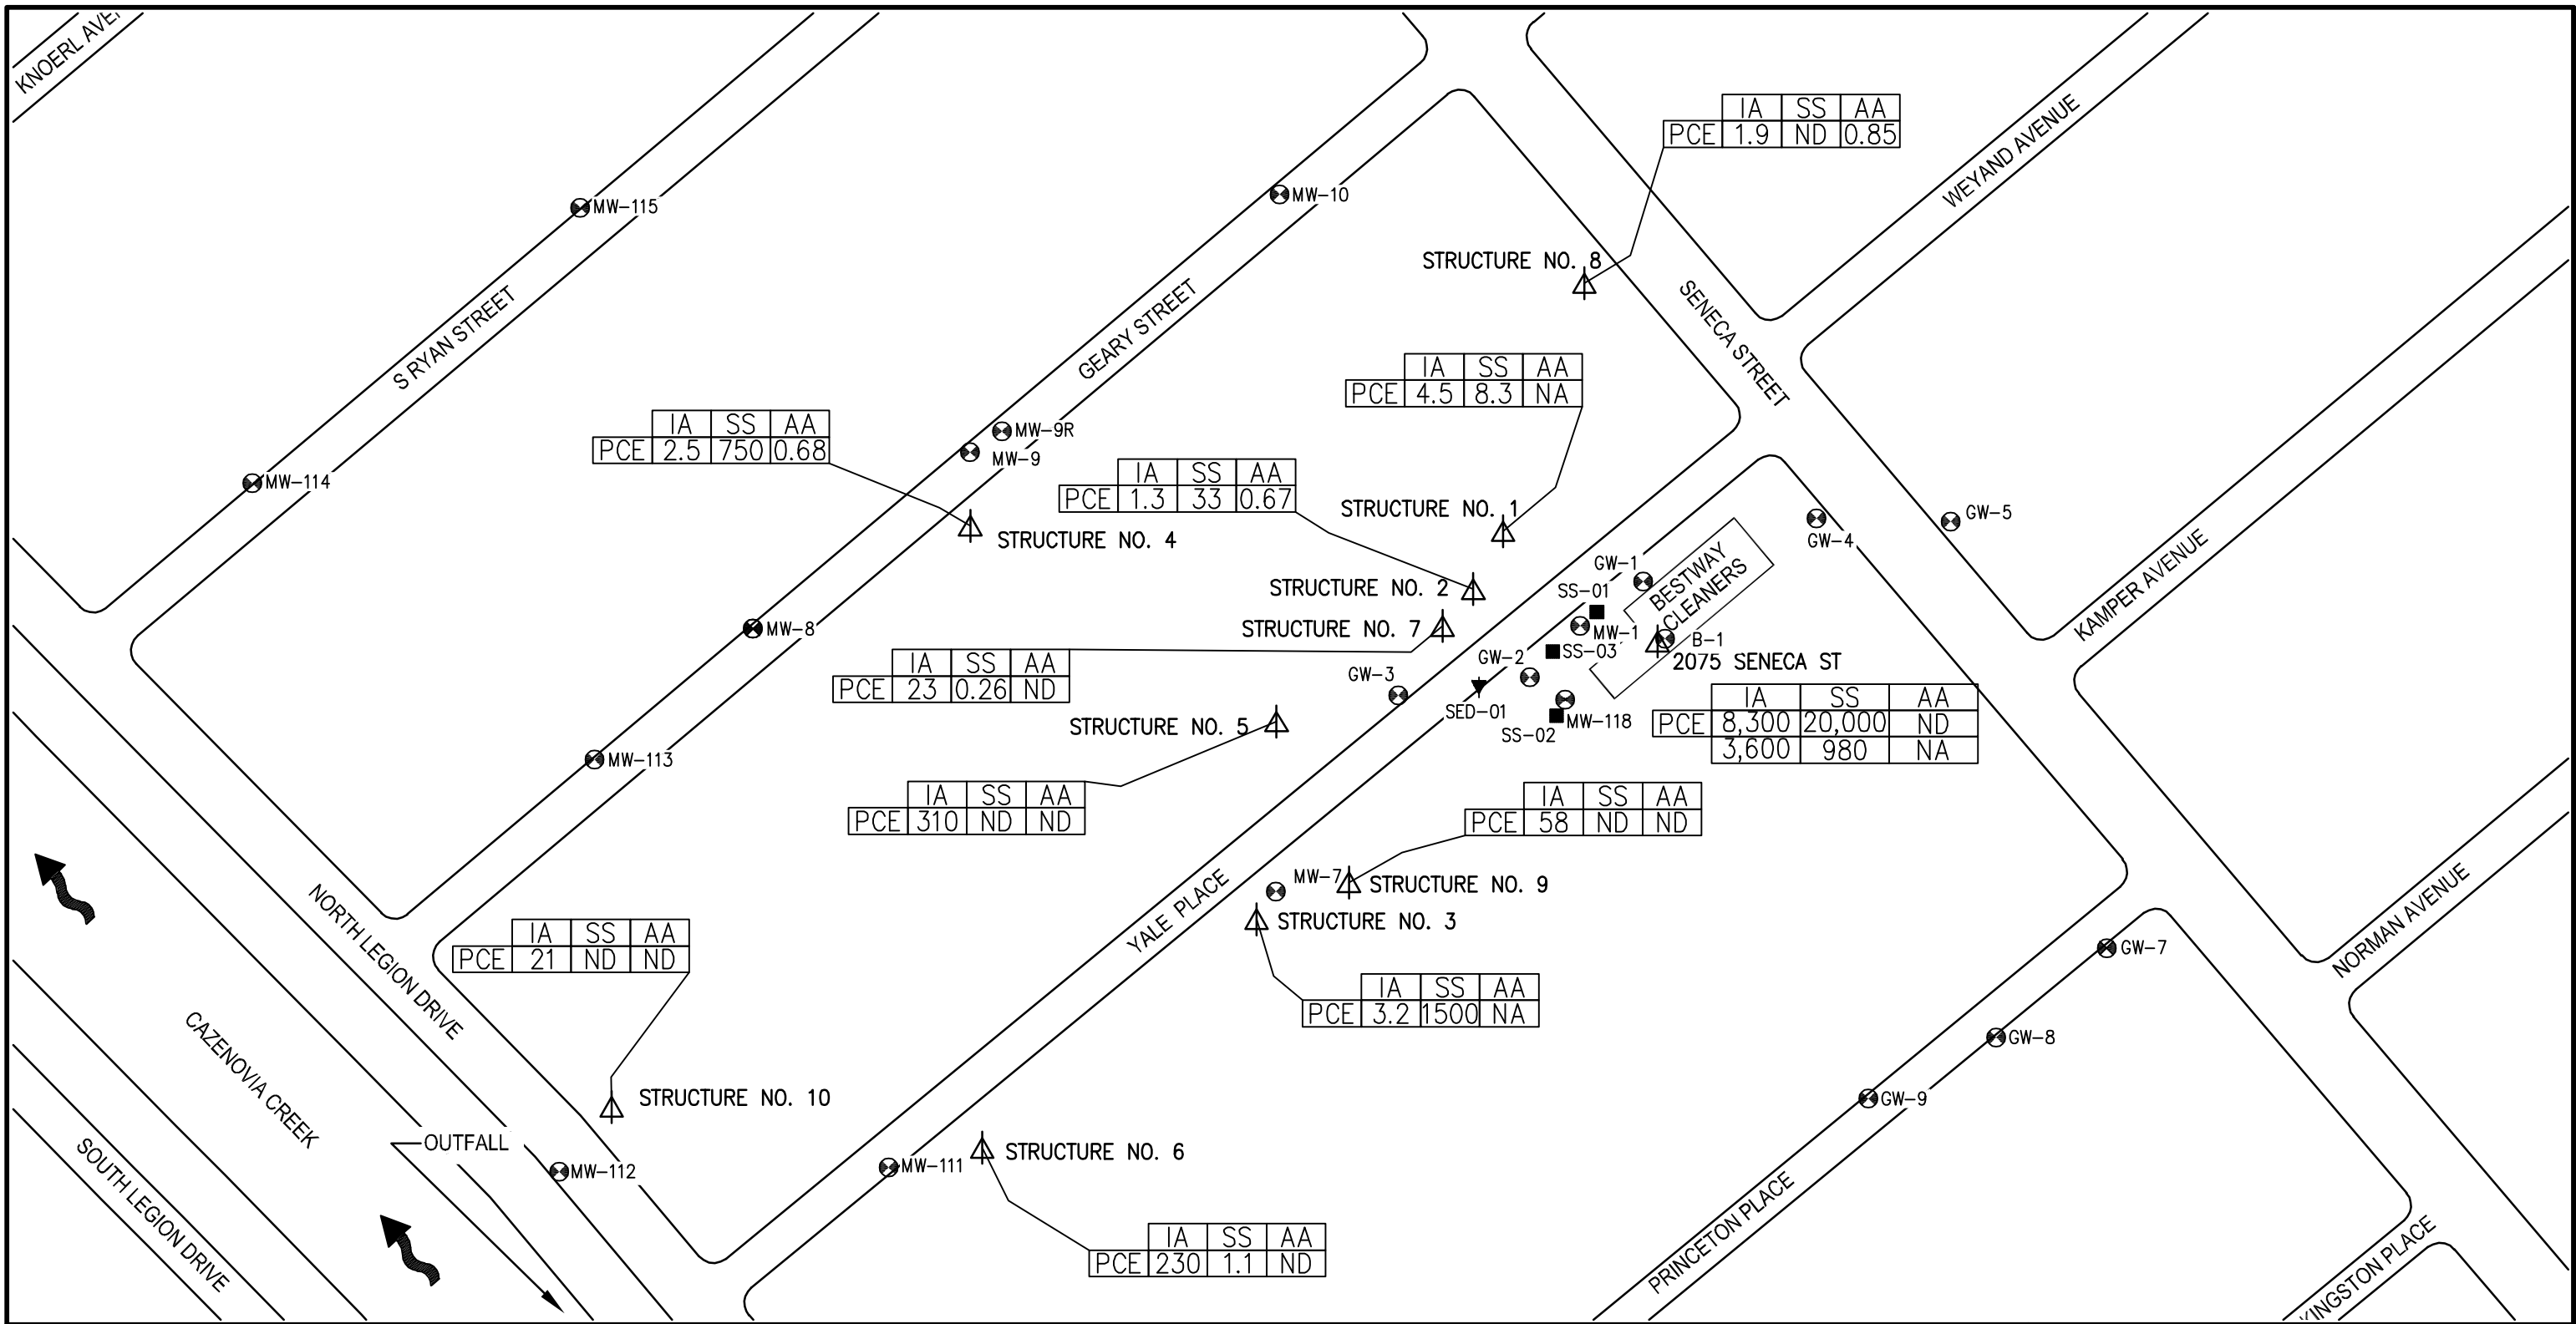 KNOERL AVE
IA SS AA
PCE 1.9 ND 0.85
WEYAND AVENUE
MW-115
MW-10
STRUCTURE NO. 8
S RYAN STREET
GEARY STREET
SENECA STREET
IA SS AA
PCE 4.5 8.3 NA
IA SS AA
PCE 2.5 750 0.68
MW-9R
MW-9
IA SS AA
PCE 1.3 33 0.67
MW-114
STRUCTURE NO. 1
STRUCTURE NO. 4
GW-4
GW-5
KAMPER AVENUE
GW-1
BESTWAY
CLEANERS
STRUCTURE NO. 2
SS-01
MW-8
STRUCTURE NO. 7
MW-1
B-1
SS-03
GW-2
2075 SENECA ST
IA SS AA
PCE 23 0.26 ND
GW-3
SED-01
MW-118
SS-02
IA SS AA
PCE 8,300 20,000 ND
3,600 980 NA
STRUCTURE NO. 5
MW-113
IA SS AA
PCE 310 ND ND
IA SS AA
PCE 58 ND ND
MW-7
STRUCTURE NO. 9
STRUCTURE NO. 3
YALE PLACE
NORTH LEGION DRIVE
NORMAN AVENUE
IA SS AA
PCE 21 ND ND
GW-7
IA SS AA
PCE 3.2 1500 NA
GW-8
CAZENOVIA CREEK
STRUCTURE NO. 10
GW-9
OUTFALL
MW-112
MW-111
STRUCTURE NO. 6
SOUTH LEGION DRIVE
PRINCETON PLACE
IA SS AA
PCE 230 1.1 ND
KINGSTON PLACE